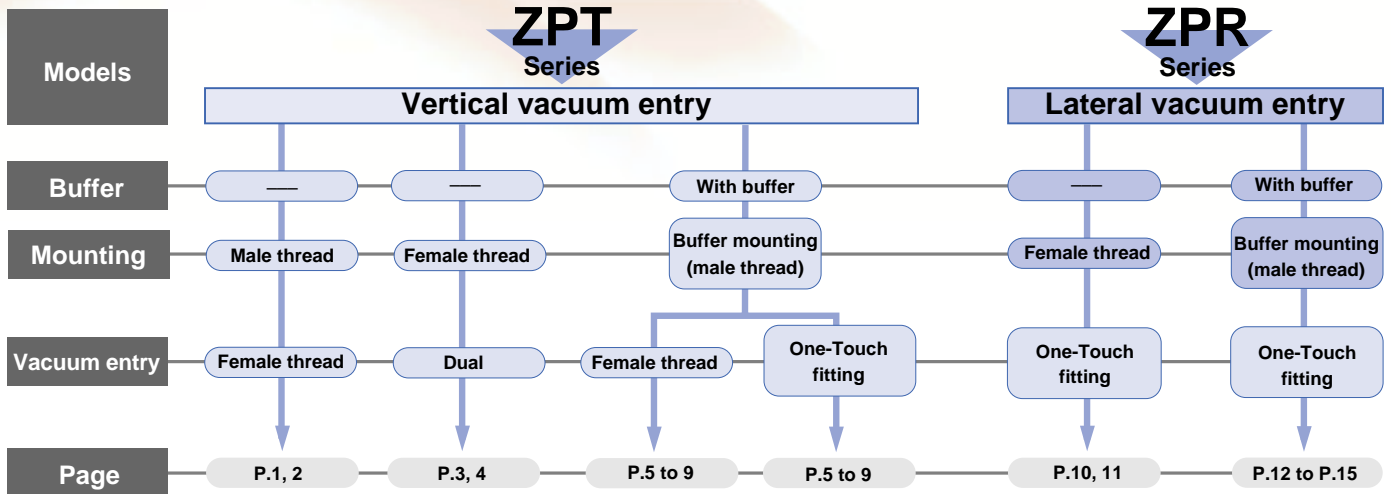 ZPT
Series
ZPR
Series
Models
Vertical vacuum entry
Lateral vacuum entry
Buffer
—
—
With buffer
—
With buffer
Mounting
Male thread
Female thread
Buffer mounting
(male thread)
Female thread
Buffer mounting
(male thread)
Vacuum entry
Female thread
Dual
Female thread
One-Touch
fitting
One-Touch
fitting
One-Touch
fitting
Page
P.1, 2
P.3, 4
P.5 to 9
P.5 to 9
P.10, 11
P.12 to P.15